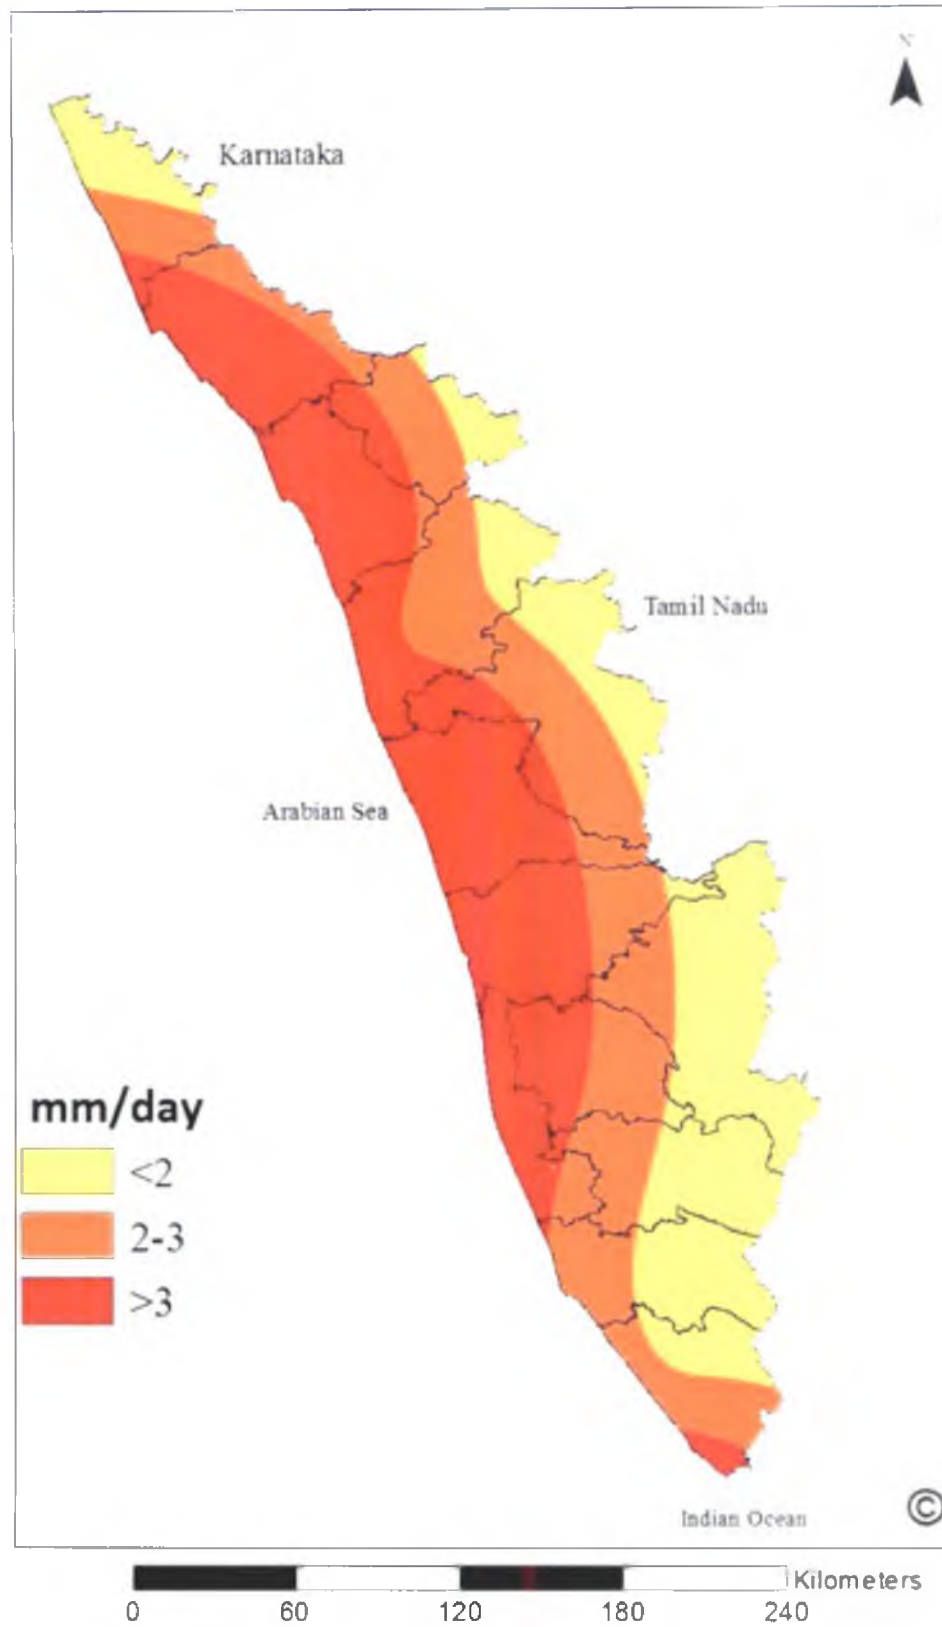 N
Karnataka
Tamil Nadu
Arabian Sea
mm/day
<2
2-3
>3
Indian Ocean
©
Kilometers
0 60 120 180 240